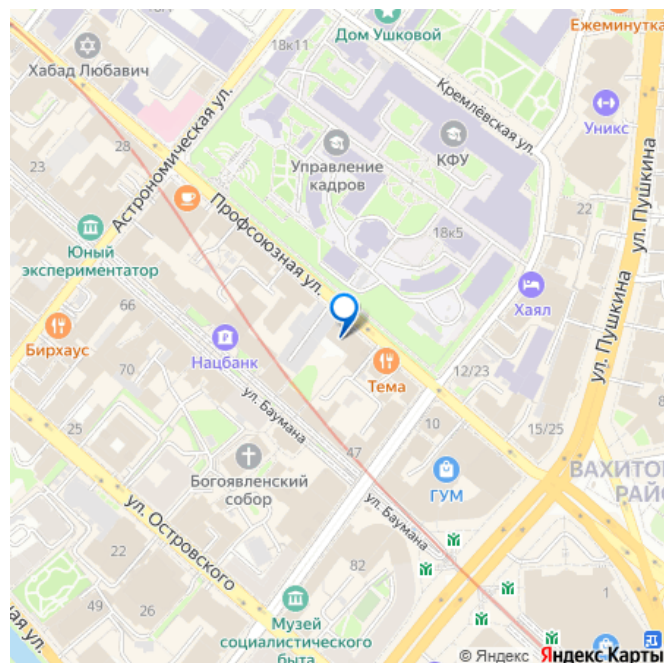 Ежеминутка
Дом Ушковой
18к11
Хабад Любавич
Кремлёвская ул.
Уникс
Астрономическая ул.
28
23
Управление
кадров
КФУ
ул. Пушкина
Профсоюзная ул.
22
18к5
Юный
экспериментатор
66
Хаял
Бирхаус
Нацбанк
ул. Пушкина
70
Тема
12/23
ул. Баумана
25
10
15/25
47
Богоявленский
собор
ГУМ
ВАХИТО
РАЙО
ул. Островского
ул. Баумана
22
82
49
26
1
Музей
социалистического
быта
ая ул.
© Яндекс Яндекс Карты